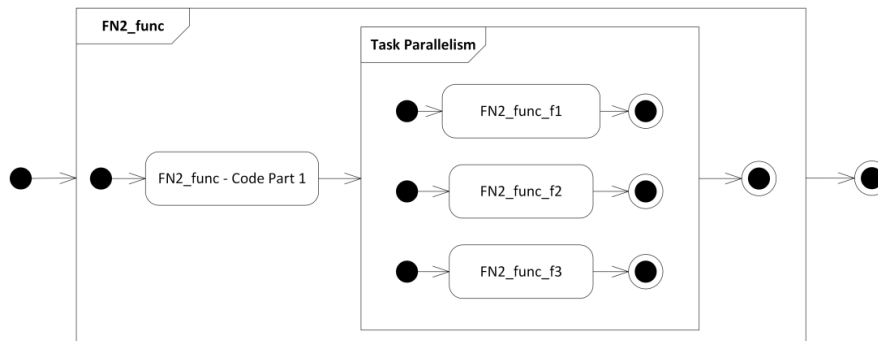 FN2_func
Task Parallelism
FN2_func_f1
FN2_func - Code Part 1
FN2_func_f2
FN2_func_f3